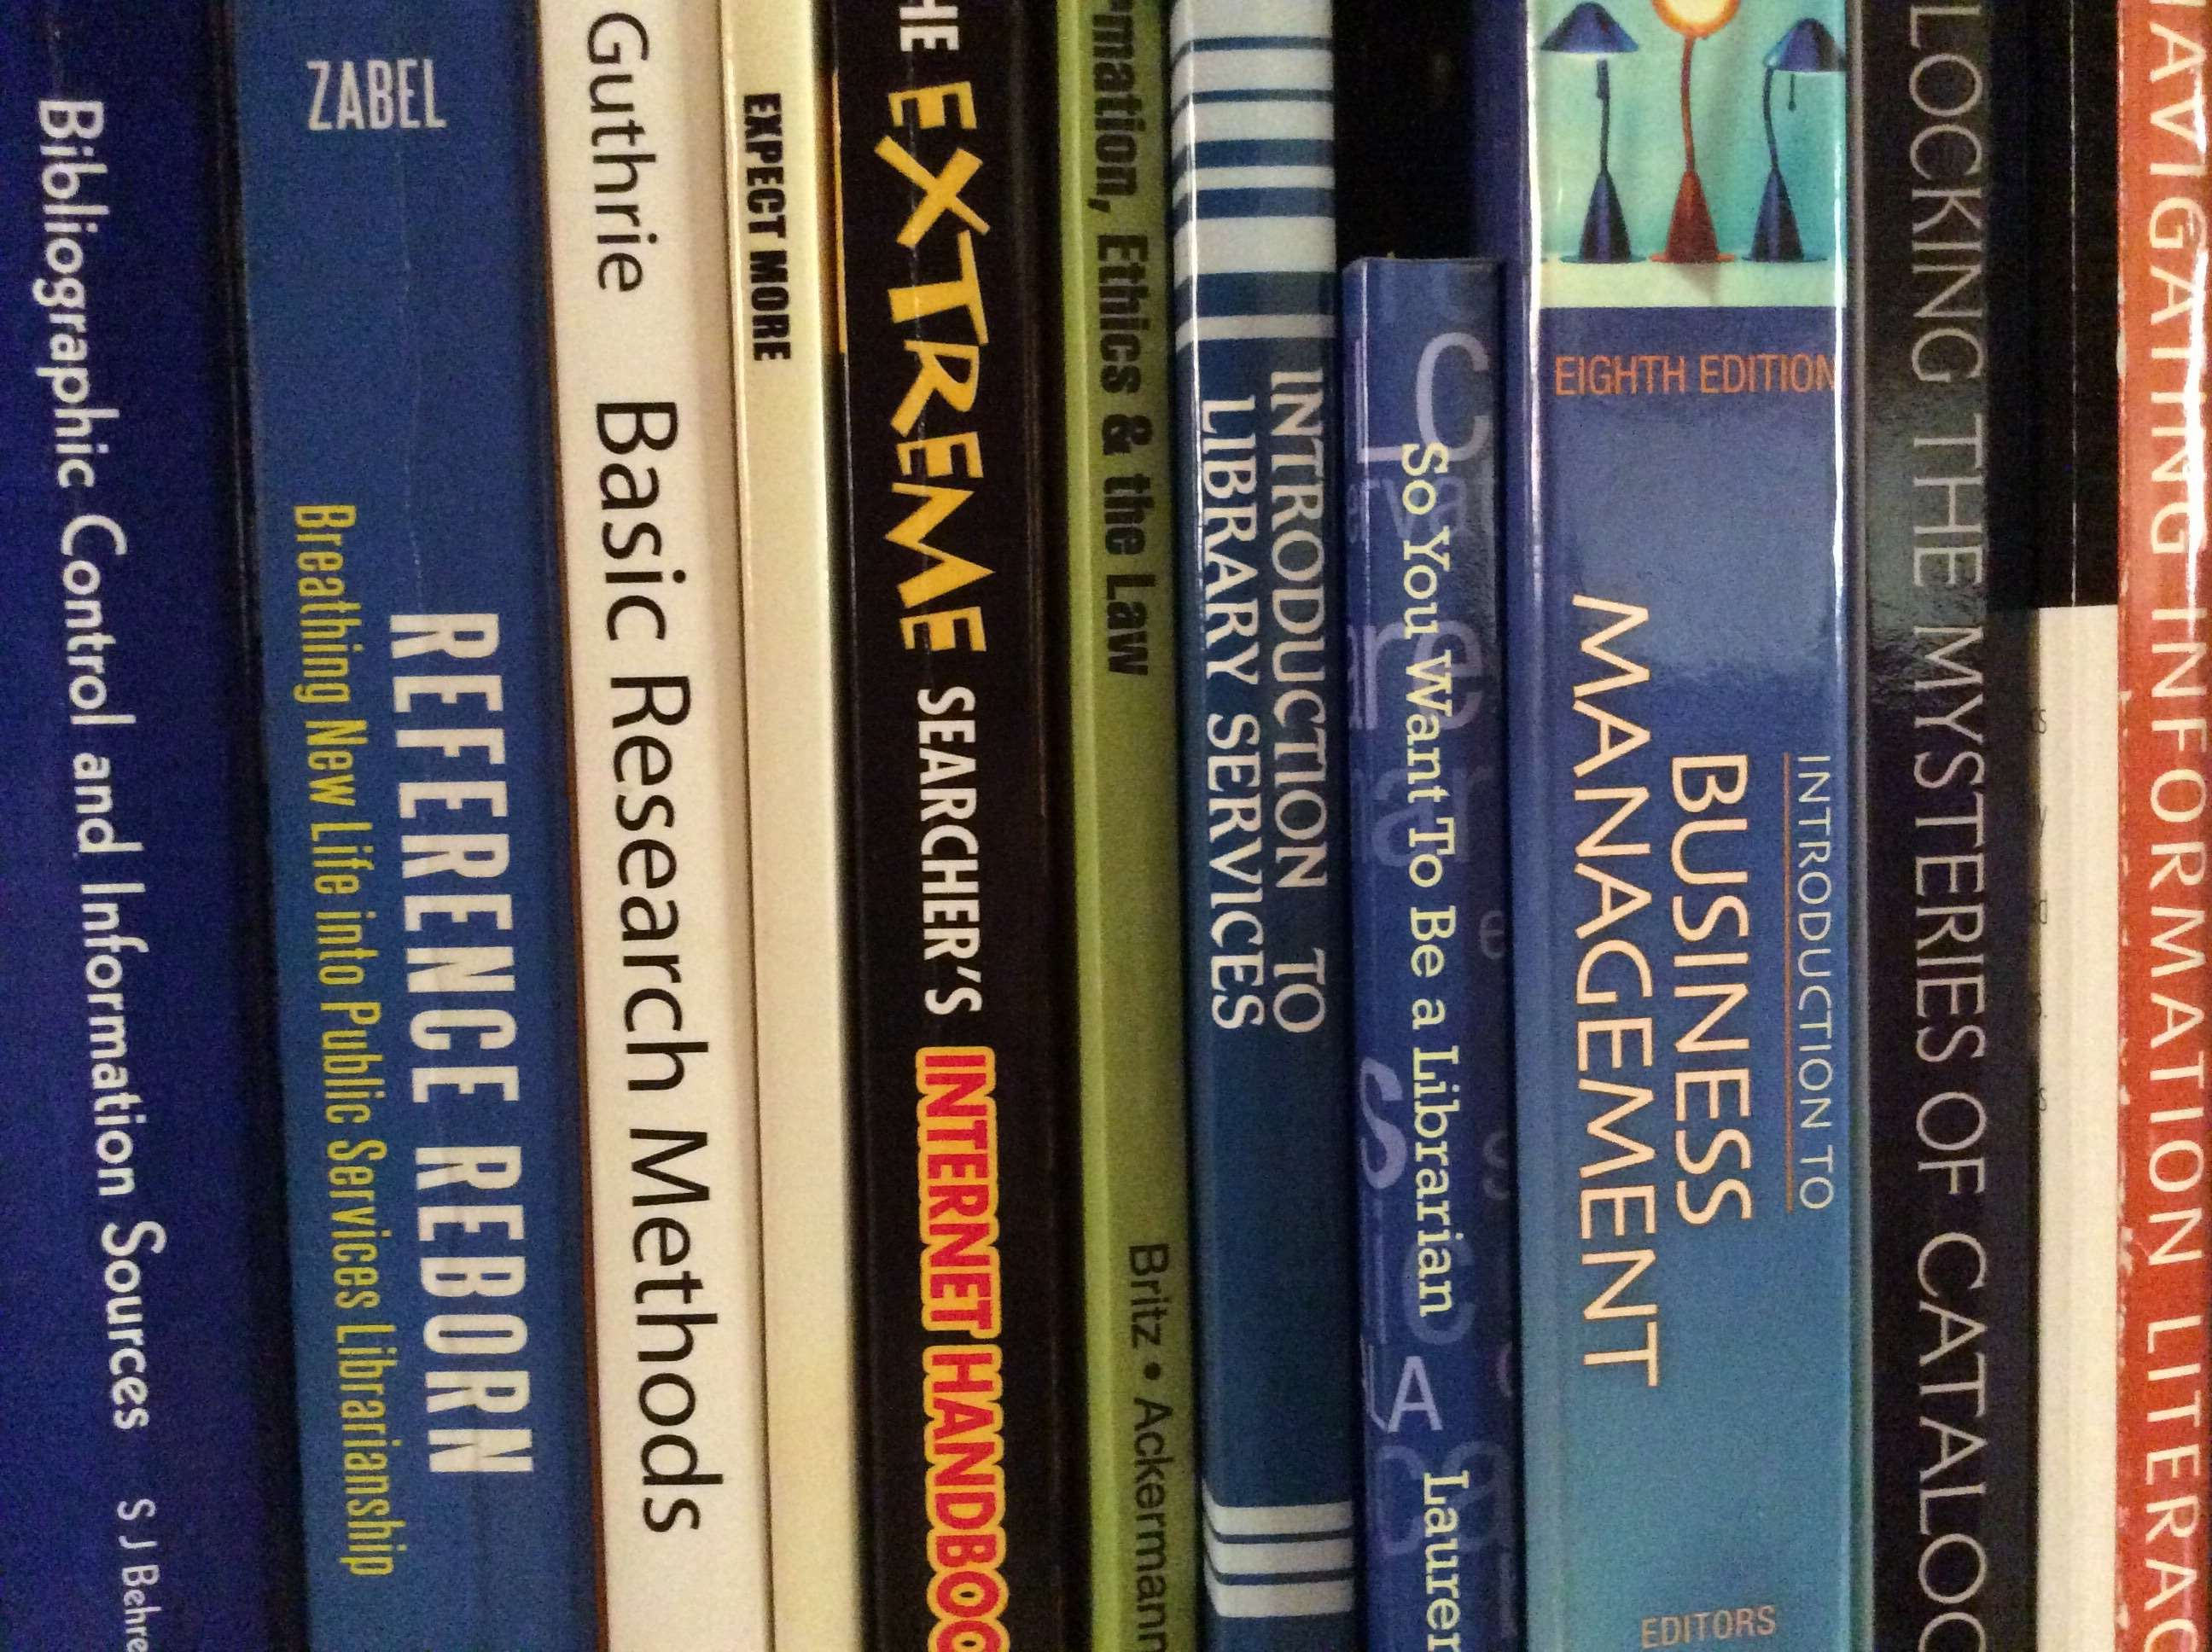 Bibliographic Control and Information Sources
S J Behre
ZABEL
REFERENCE REBORN
Breathing New Life into Public Services Librarianship
Guthrie
Basic Research Methods
EXPECT MORE
HE EXTREME SEARCHER'S INTERNET HANDBOO
rmation, Ethics & the Law
Britz • Ackermann
INTRODUCTION TO
LIBRARY SERVICES
So You Want To Be a Librarian
Lauren
EIGHTH EDITION
INTRODUCTION TO
BUSINESS
MANAGEMENT
EDITORS
LOCKING THE MYSTERIES OF CATALOG
AVIGATING INFORMATION LITERAC